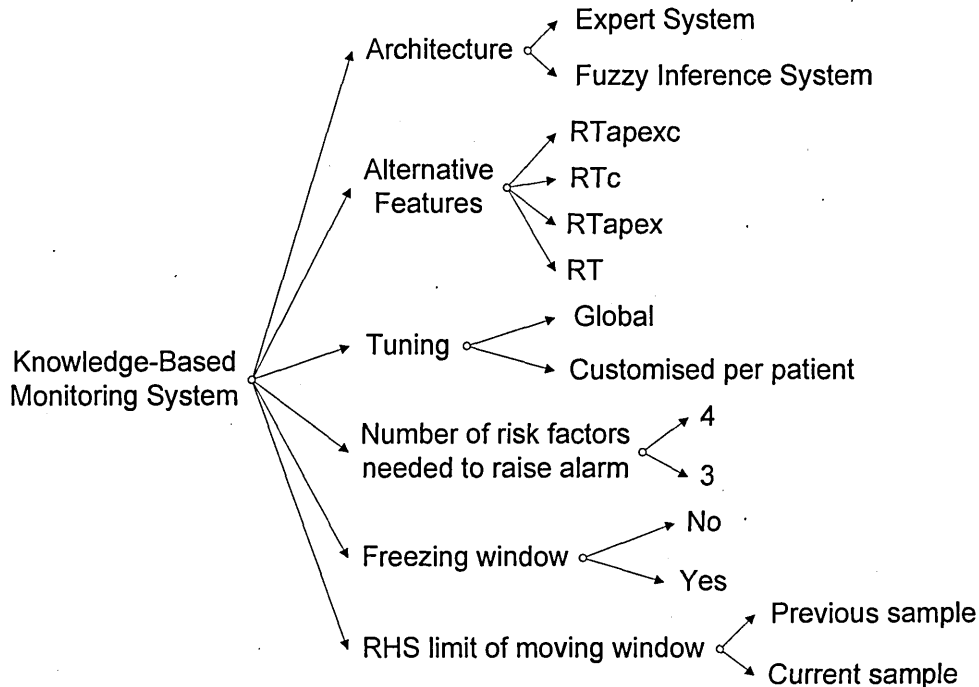 Architecture
Expert System
Fuzzy Inference System
Alternative
Features
RTapexc
RTc
RTapex
RT
Knowledge-Based
Monitoring System
Tuning
Global
Customised per patient
Number of risk factors
needed to raise alarm
4
3
Freezing window
No
Yes
RHS limit of moving window
Previous sample
Current sample